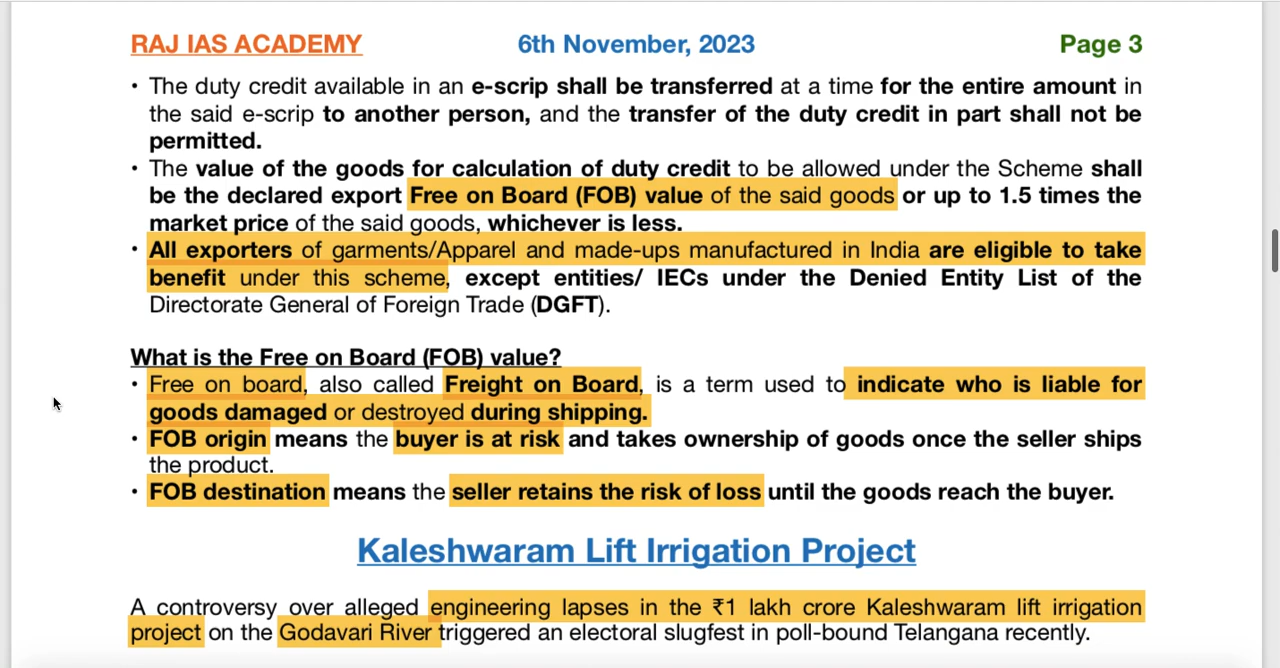 RAJ IAS ACADEMY 6th November, 2023 Page 3
• The duty credit available in an e-scrip shall be transferred at a time for the entire amount in
the said e-scrip to another person, and the transfer of the duty credit in part shall not be
permitted.
• The value of the goods for calculation of duty credit to be allowed under the Scheme shall
be the declared export Free on Board (FOB) value of the said goods or up to 1.5 times the
market price of the said goods, whichever is less.
• All exporters of garments/Apparel and made-ups manufactured in India are eligible to take
benefit under this scheme, except entities/ IECs under the Denied Entity List of the
Directorate General of Foreign Trade (DGFT).
What is the Free on Board (FOB) value?
• Free on board, also called Freight on Board, is a term used to indicate who is liable for
goods damaged or destroyed during shipping.
• FOB origin means the buyer is at risk and takes ownership of goods once the seller ships
the product.
• FOB destination means the seller retains the risk of loss until the goods reach the buyer.
Kaleshwaram Lift Irrigation Project
A controversy over alleged engineering lapses in the ₹1 lakh crore Kaleshwaram lift irrigation
project on the Godavari River triggered an electoral slugfest in poll-bound Telangana recently.